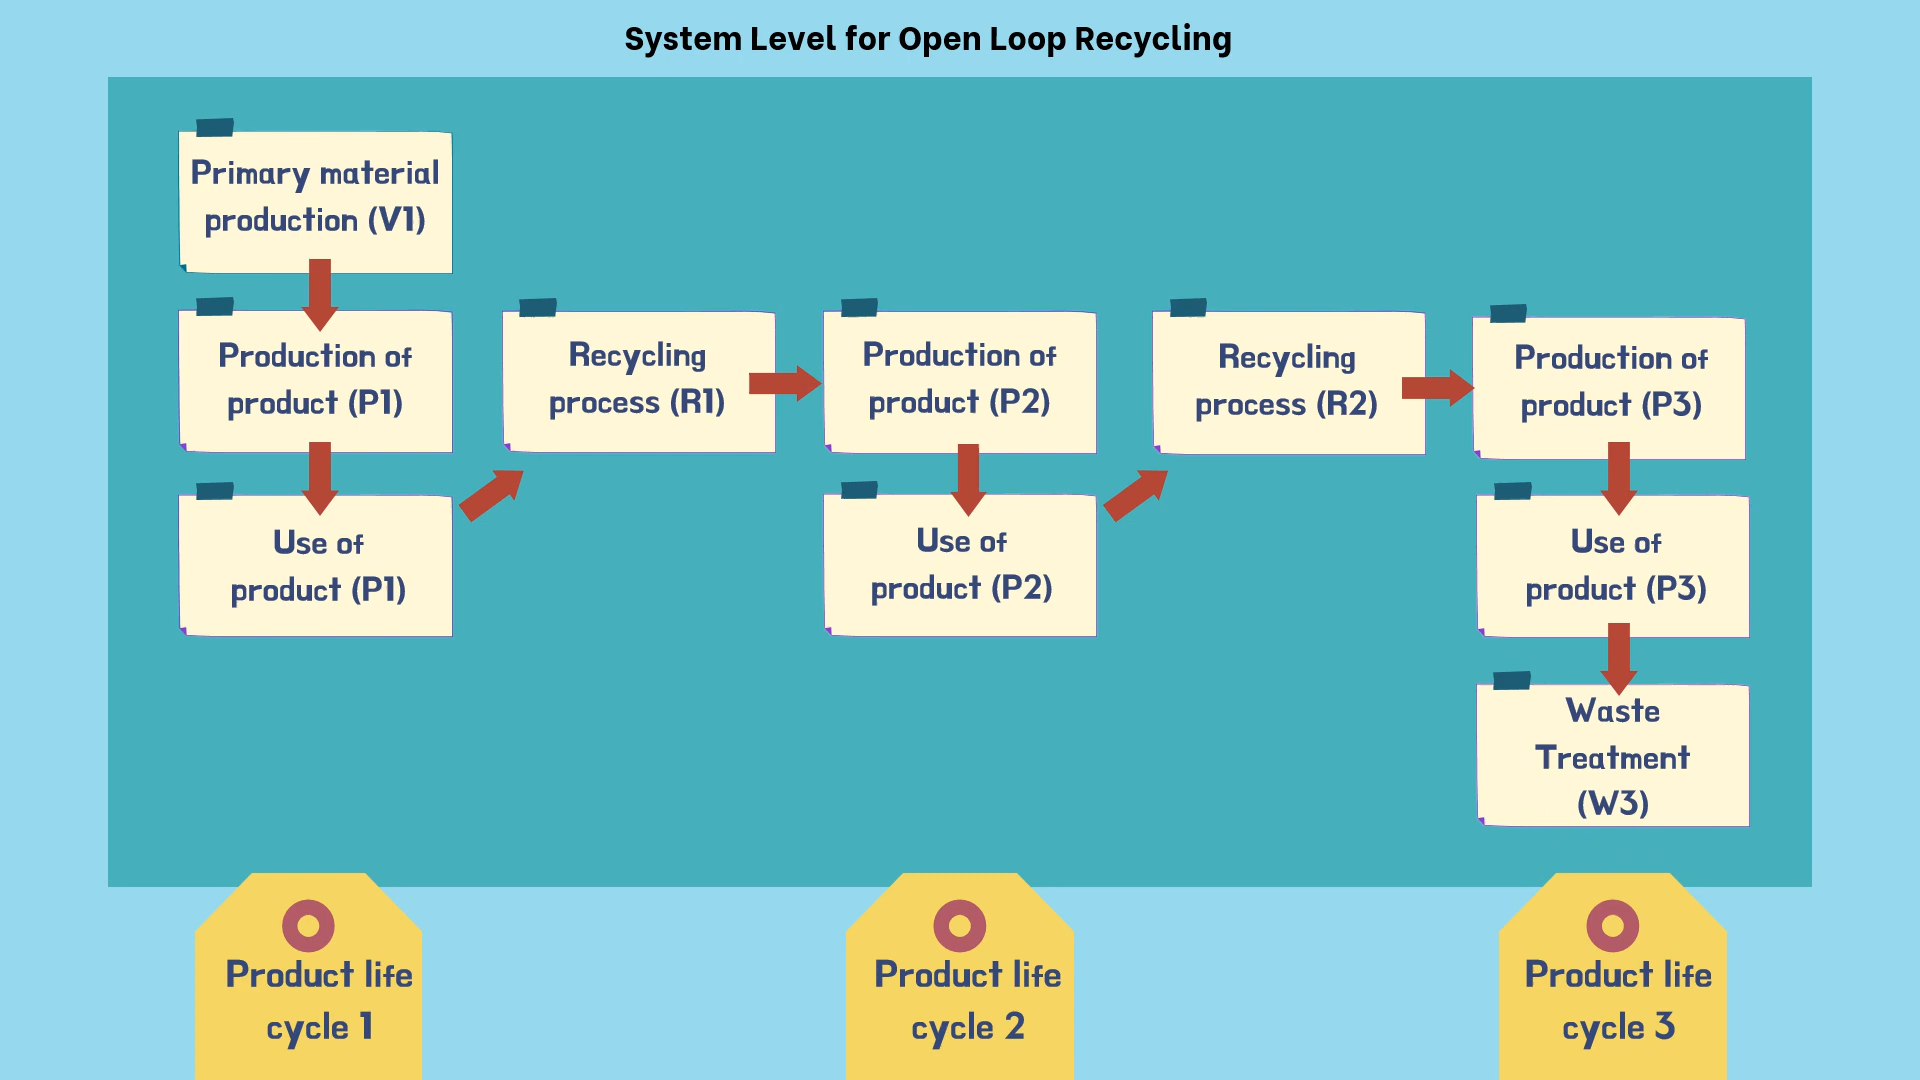 System Level for Open Loop Recycling
Primary material
production (V1)
Production of
product (P1)
Use of
product (P1)
Recycling
process (R1)
Production of
product (P2)
Use of
product (P2)
Recycling
process (R2)
Production of
product (P3)
Use of
product (P3)
Waste
Treatment
(W3)
Product life
cycle 1
Product life
cycle 2
Product life
cycle 3